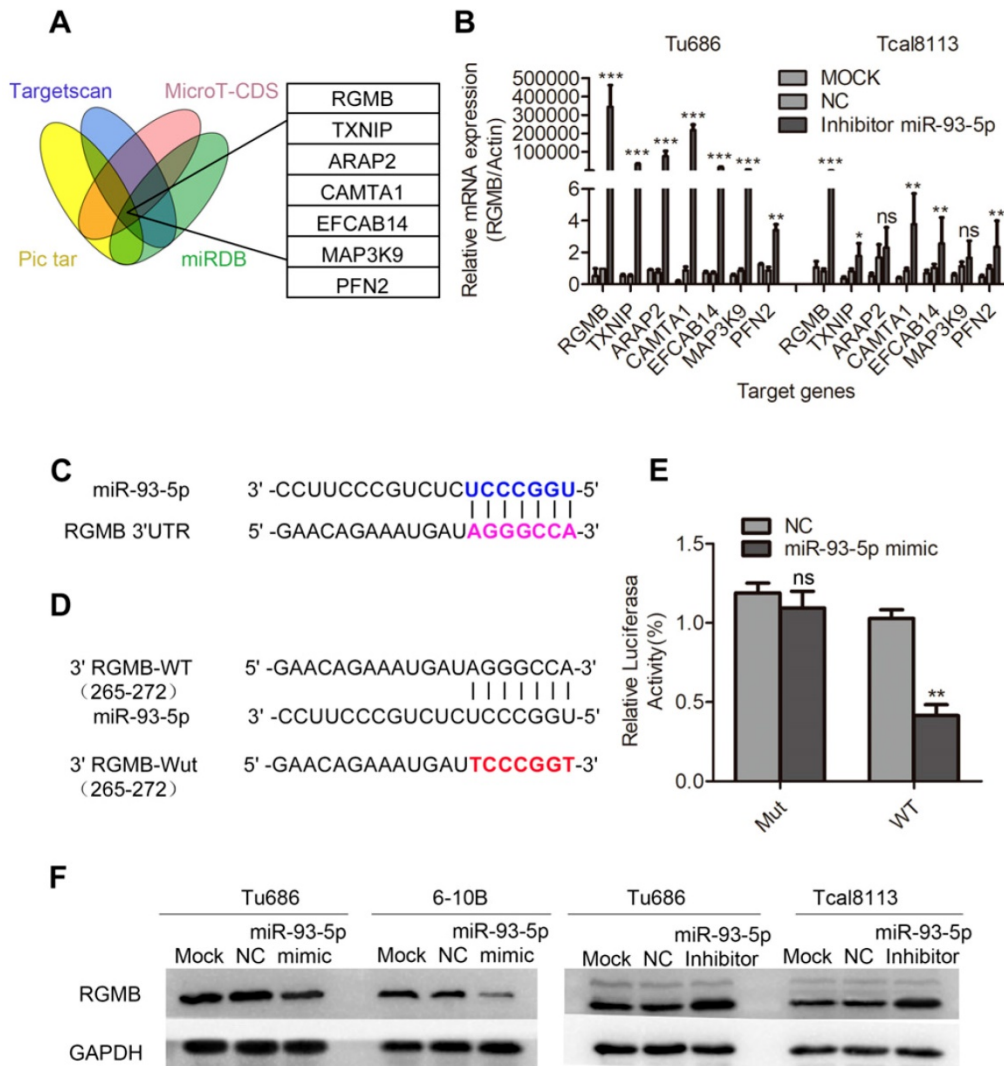 A
Targetscan
MicroT-CDS
Pic tar
miRDB
RGMB
TXNIP
ARAP2
CAMTA1
EFCAB14
MAP3K9
PFN2
B
Tu686
Tcal8113
MOCK
NC
Inhibitor miR-93-5p
Relative mRNA expression
(RGMB/Actin)
500000
400000
300000
200000
100000
6
4
2
0
*** *** *** *** *** *** ** *** * ns ** ** ns **
RGMB TXNIP ARAP2 CAMTA1 EFCAB14 MAP3K9 PFN2 RGMB TXNIP ARAP2 CAMTA1 EFCAB14 MAP3K9 PFN2
Target genes
C
miR-93-5p 3' -CCUUCCCGUCUCUCCCGGU-5'
RGMB 3'UTR 5' -GAACAGAAAUGAUAGGGCCA-3'
D
3' RGMB-WT 5' -GAACAGAAAUGAUAGGGCCA-3'
(265-272)
miR-93-5p -CCUUCCCGUCUCUCCCGGU-
3' RGMB-Wut 5' -GAACAGAAAUGAUTCCCGGT-3'
(265-272)
E
NC
miR-93-5p mimic
Relative Luciferasa
Activity(%)
1.5
1.0
0.5
0.0
ns
**
Mut WT
F
Tu686 6-10B Tu686 Tcal8113
Mock NC miR-93-5p mimic
Mock NC miR-93-5p mimic
Mock NC miR-93-5p Inhibitor
Mock NC miR-93-5p Inhibitor
RGMB
GAPDH